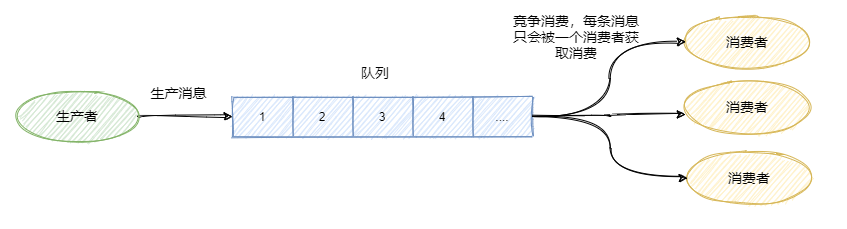 竞争消费，每条消息
只会被一个消费者获
取消费
消费者
队列
生产消息
生产者
1
2
3
4
....
消费者
消费者